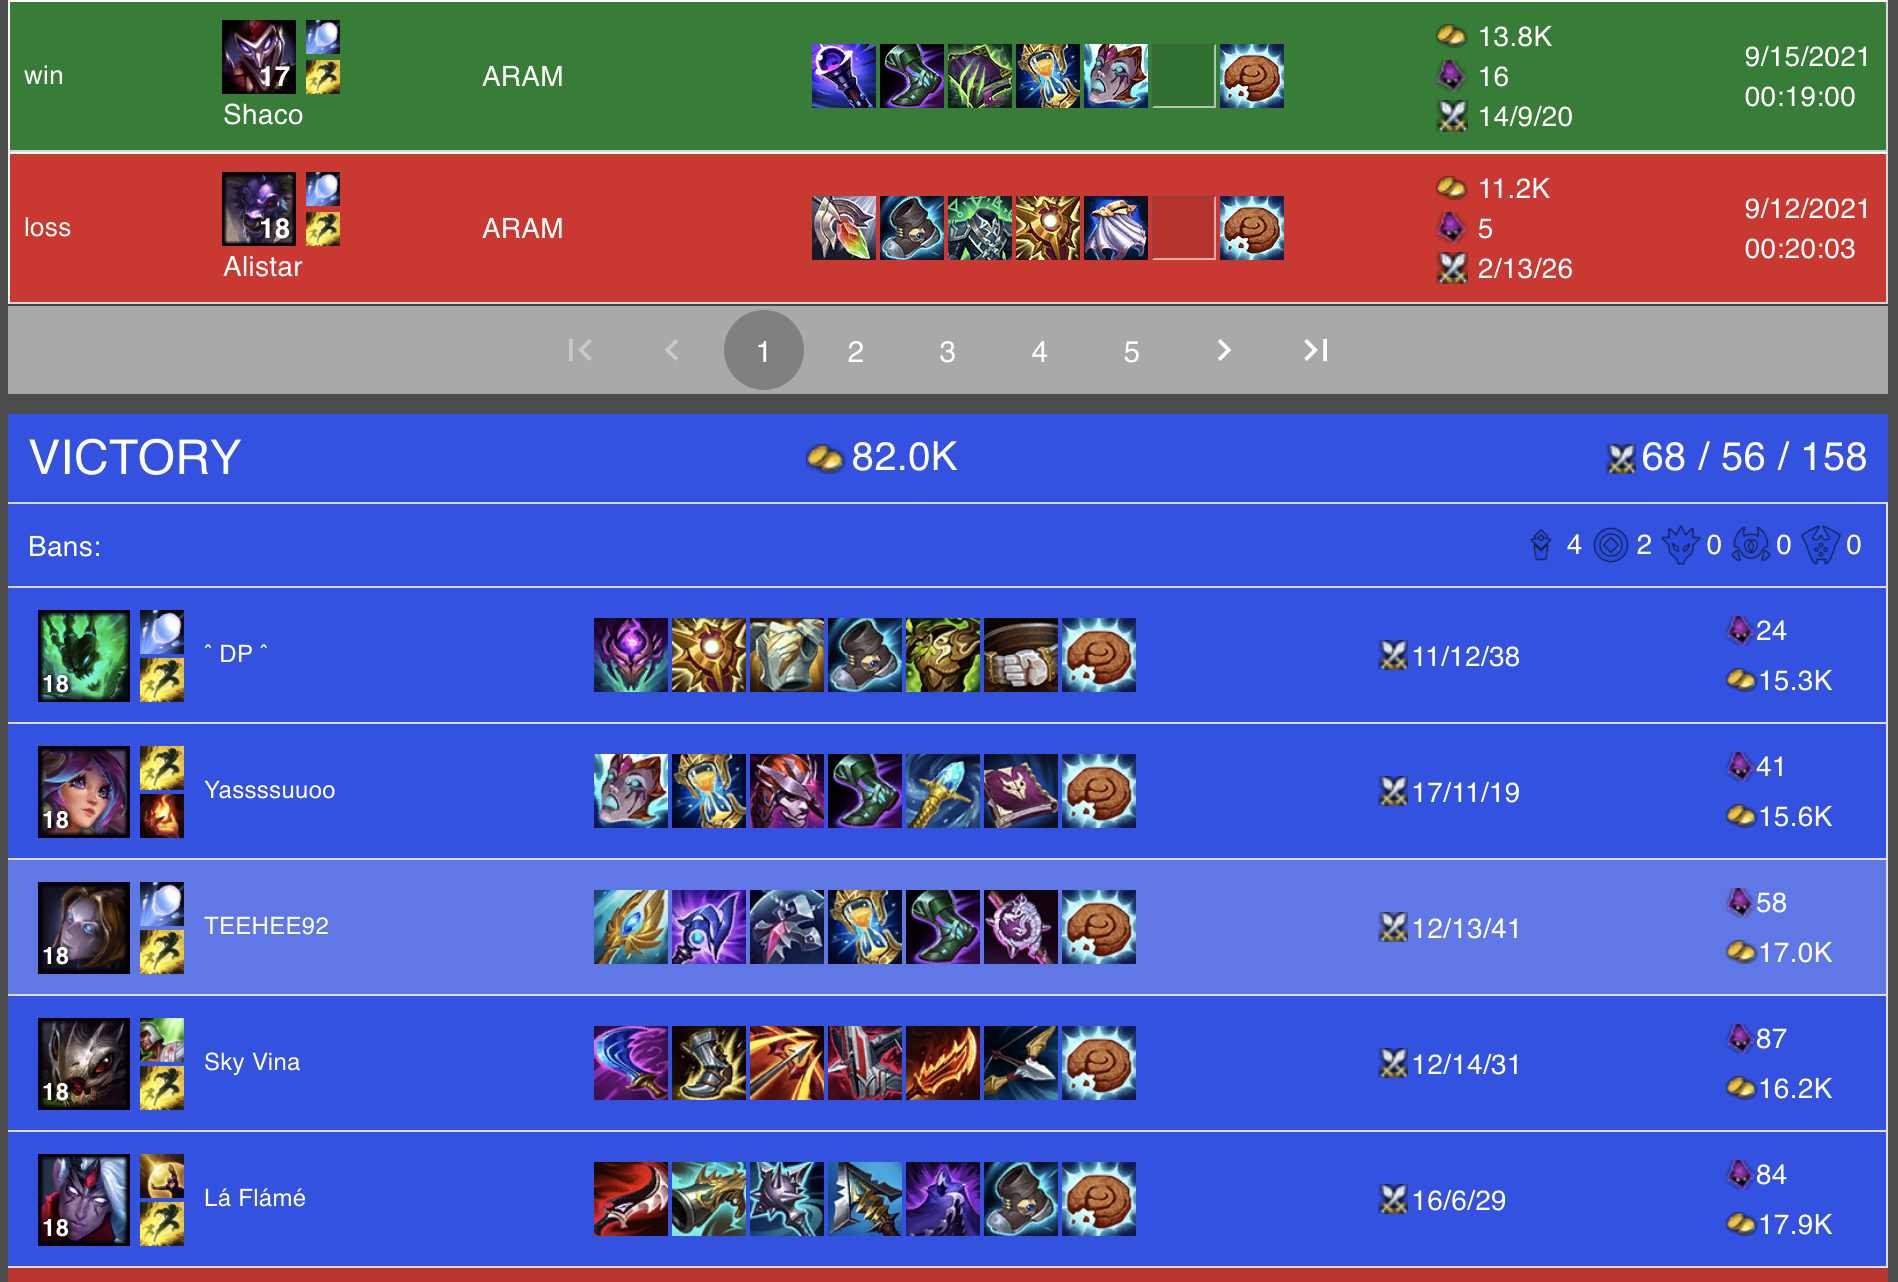 win
17
Shaco
ARAM
13.8K
16
14/9/20
9/15/2021
00:19:00
loss
18
Alistar
ARAM
11.2K
5
2/13/26
9/12/2021
00:20:03
1 2 3 4 5
VICTORY 82.0K 68 / 56 / 158
Bans: 4 2 0 0 0
18
ˆ DP ˆ
11/12/38
24
15.3K
18
Yassssuuoo
17/11/19
41
15.6K
18
TEEHEE92
12/13/41
58
17.0K
18
Sky Vina
12/14/31
87
16.2K
18
Lá Flámé
16/6/29
84
17.9K